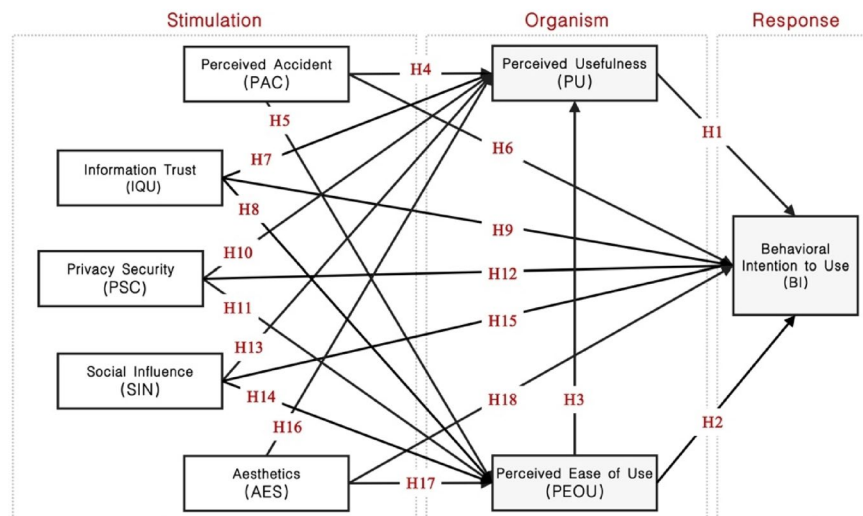 Stimulation
Organism
Response
Perceived Accident
(PAC)
H4
Perceived Usefulness
(PU)
H5
H1
H7
H6
Information Trust
(IQU)
H8
H9
H10
Privacy Security
(PSC)
H12
Behavioral
Intention to Use
(BI)
H11
H15
H13
Social Influence
(SIN)
H14
H18
H3
H16
H2
Aesthetics
(AES)
H17
Perceived Ease of Use
(PEOU)